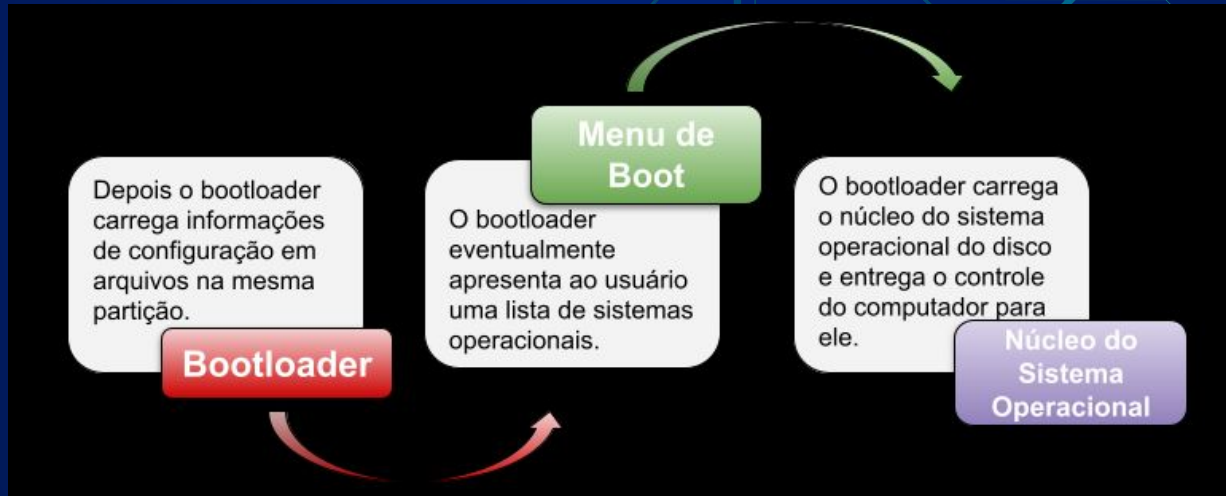 Depois o bootloader
carrega informações
de configuração em
arquivos na mesma
partição.
Bootloader
Menu de
Boot
O bootloader
eventualmente
apresenta ao usuário
uma lista de sistemas
operacionais.
O bootloader carrega
o núcleo do sistema
operacional do disco
e entrega o controle
do computador para
ele.
Núcleo do
Sistema
Operacional